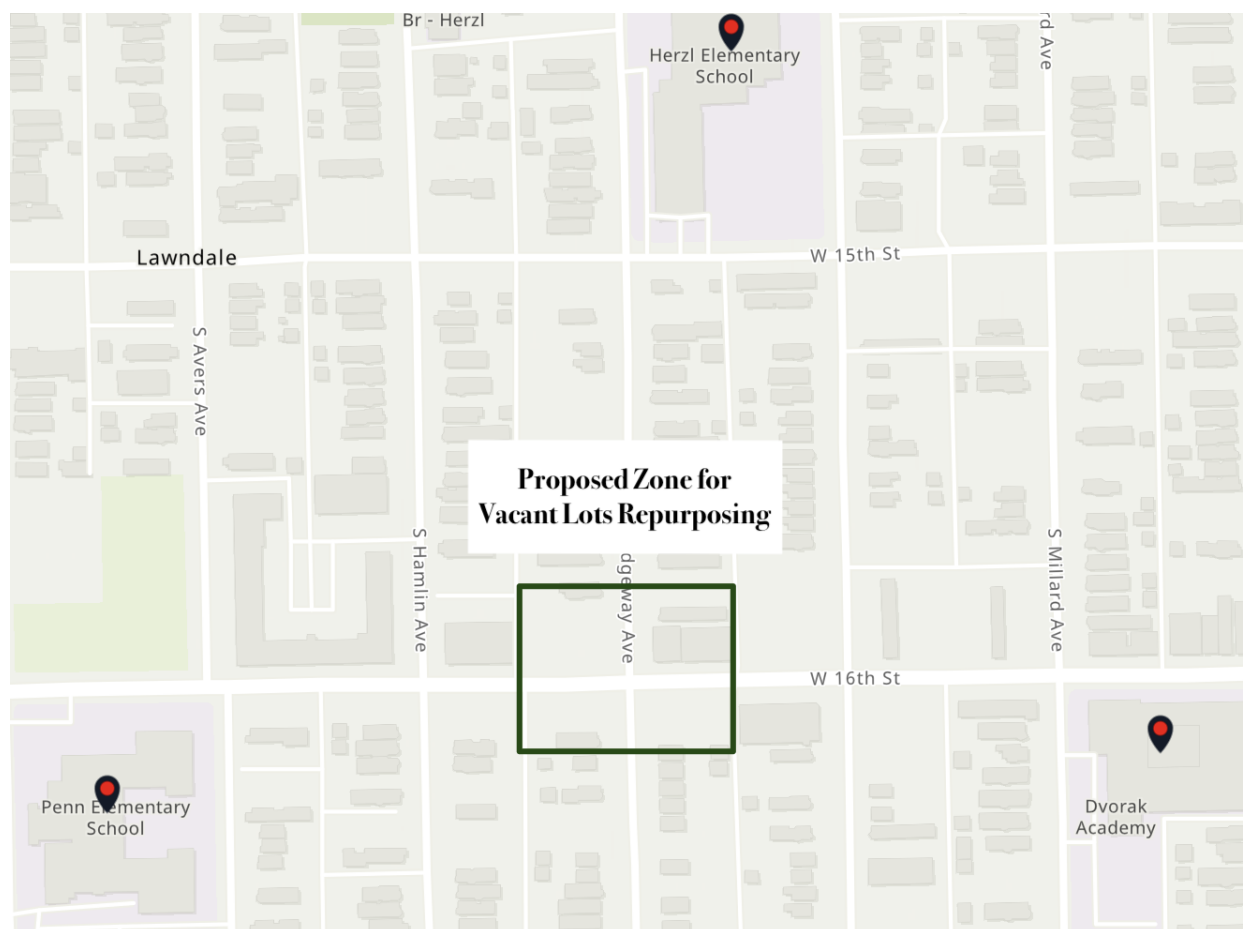 Br - Herzl
Herzl Elementary
School
rd Ave
Lawndale
W 15th St
S Avers Ave
Proposed Zone for
Vacant Lots Repurposing
S Hamlin Ave
dgeway Ave
S Millard Ave
W 16th St
Penn Elementary
School
Dvorak
Academy